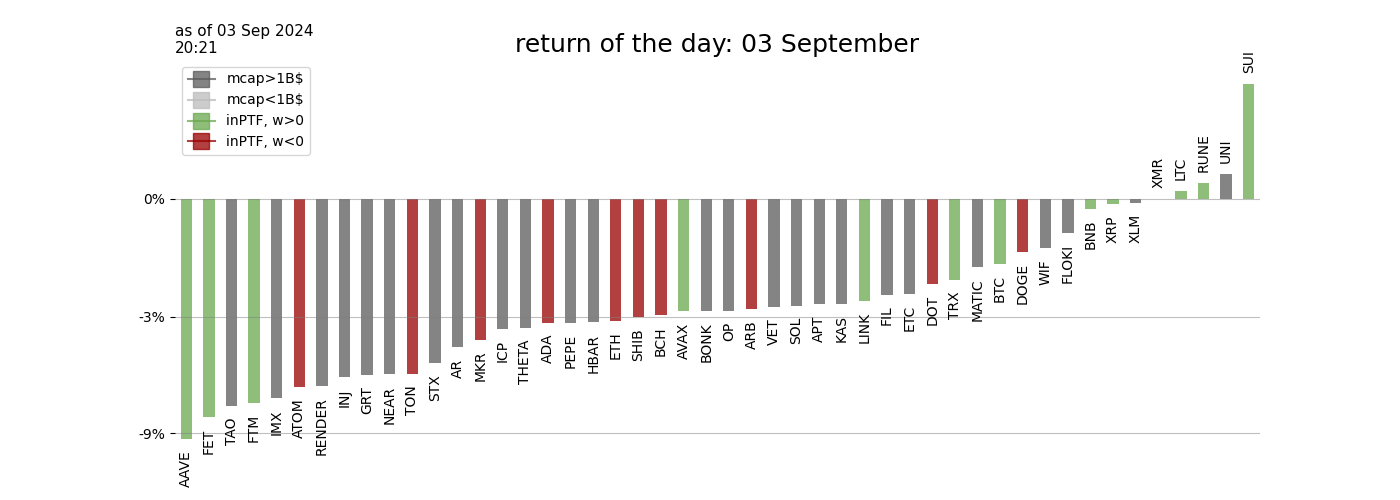 as of 03 Sep 2024
20:21
return of the day: 03 September
mcap>1B$
mcap<1B$
inPTF, w>0
inPTF, w<0
0%
-3%
-9%
AAVE
FET
TAO
FTM
IMX
ATOM
RENDER
INJ
GRT
NEAR
TON
STX
AR
MKR
ICP
THETA
ADA
PEPE
HBAR
ETH
SHIB
BCH
AVAX
BONK
OP
ARB
VET
SOL
APT
KAS
LINK
FIL
ETC
DOT
TRX
MATIC
BTC
DOGE
WIF
FLOKI
BNB
XRP
XLM
XMR
LTC
RUNE
UNI
SUI